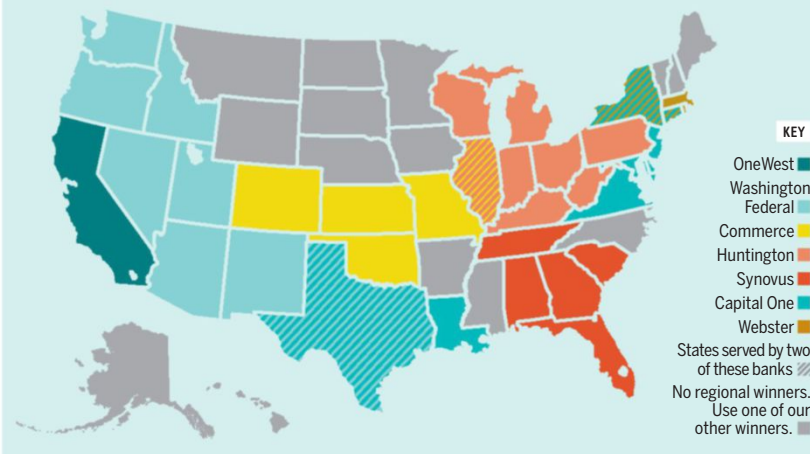 KEY
OneWest
Washington
Federal
Commerce
Huntington
Synovus
Capital One
Webster
States served by two
of these banks
No regional winners.
Use one of our
other winners.